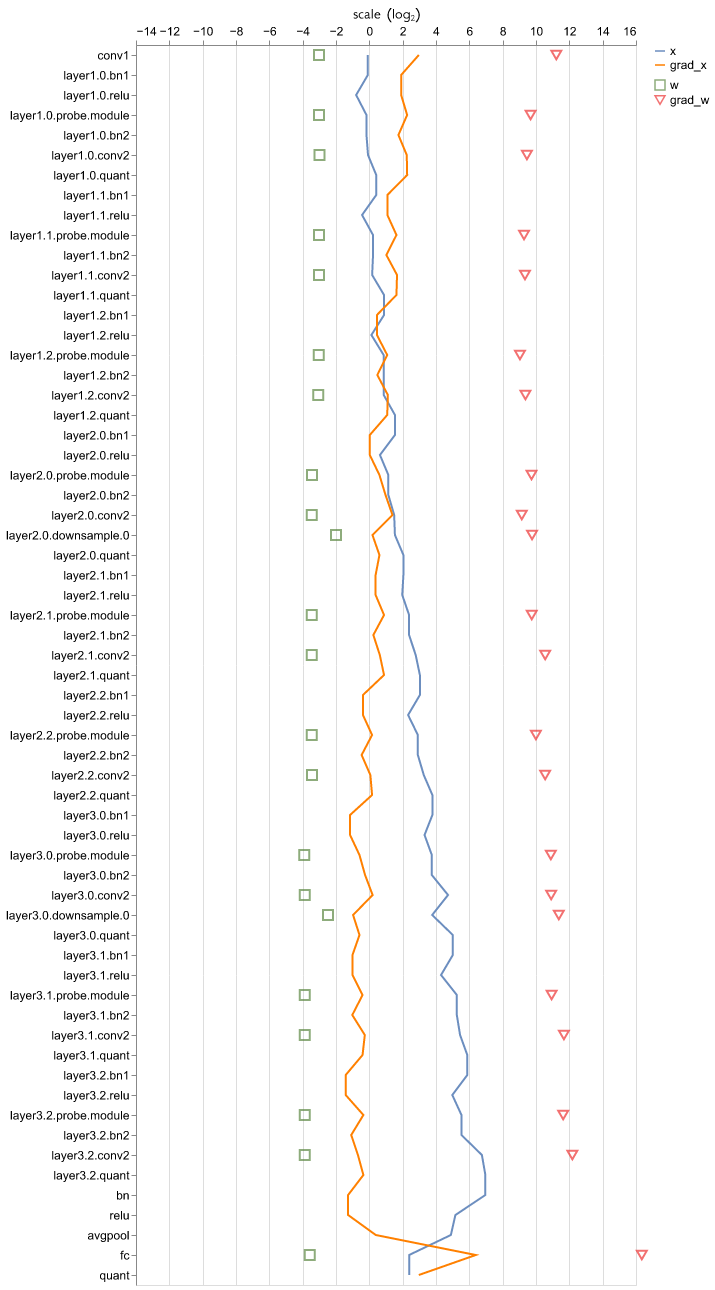 scale (log₂)
−14 −12 −10 −8 −6 −4 −2 0 2 4 6 8 10 12 14 16
x
grad_x
w
grad_w
conv1
layer1.0.bn1
layer1.0.relu
layer1.0.probe.module
layer1.0.bn2
layer1.0.conv2
layer1.0.quant
layer1.1.bn1
layer1.1.relu
layer1.1.probe.module
layer1.1.bn2
layer1.1.conv2
layer1.1.quant
layer1.2.bn1
layer1.2.relu
layer1.2.probe.module
layer1.2.bn2
layer1.2.conv2
layer1.2.quant
layer2.0.bn1
layer2.0.relu
layer2.0.probe.module
layer2.0.bn2
layer2.0.conv2
layer2.0.downsample.0
layer2.0.quant
layer2.1.bn1
layer2.1.relu
layer2.1.probe.module
layer2.1.bn2
layer2.1.conv2
layer2.1.quant
layer2.2.bn1
layer2.2.relu
layer2.2.probe.module
layer2.2.bn2
layer2.2.conv2
layer2.2.quant
layer3.0.bn1
layer3.0.relu
layer3.0.probe.module
layer3.0.bn2
layer3.0.conv2
layer3.0.downsample.0
layer3.0.quant
layer3.1.bn1
layer3.1.relu
layer3.1.probe.module
layer3.1.bn2
layer3.1.conv2
layer3.1.quant
layer3.2.bn1
layer3.2.relu
layer3.2.probe.module
layer3.2.bn2
layer3.2.conv2
layer3.2.quant
bn
relu
avgpool
fc
quant